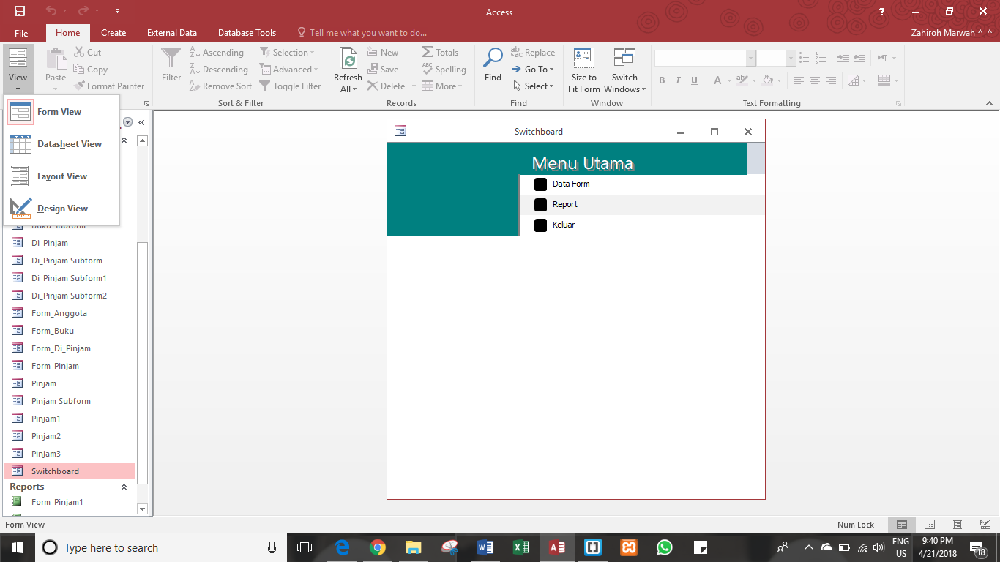 Access
File Home Create External Data Database Tools Tell me what you want to do... Zahiroh Marwah ^_^
View
Paste
Cut
Copy
Format Painter
Filter
Ascending
Descending
Remove Sort
Selection
Advanced
Toggle Filter
Sort & Filter
Refresh
All
New
Save
Delete
Totals
Spelling
More
Records
Find
Replace
Go To
Select
Find
Size to
Fit Form
Switch
Windows
Window
B I U A
Text Formatting
Form View
Datasheet View
Layout View
Design View
Buku Subform
Di_Pinjam
Di_Pinjam Subform
Di_Pinjam Subform1
Di_Pinjam Subform2
Form_Anggota
Form_Buku
Form_Di_Pinjam
Form_Pinjam
Pinjam
Pinjam Subform
Pinjam1
Pinjam2
Pinjam3
Switchboard
Reports
Form_Pinjam1
Switchboard
Menu Utama
Data Form
Report
Keluar
Form View
Num Lock
Type here to search
ENG
US
9:40 PM
4/21/2018
18